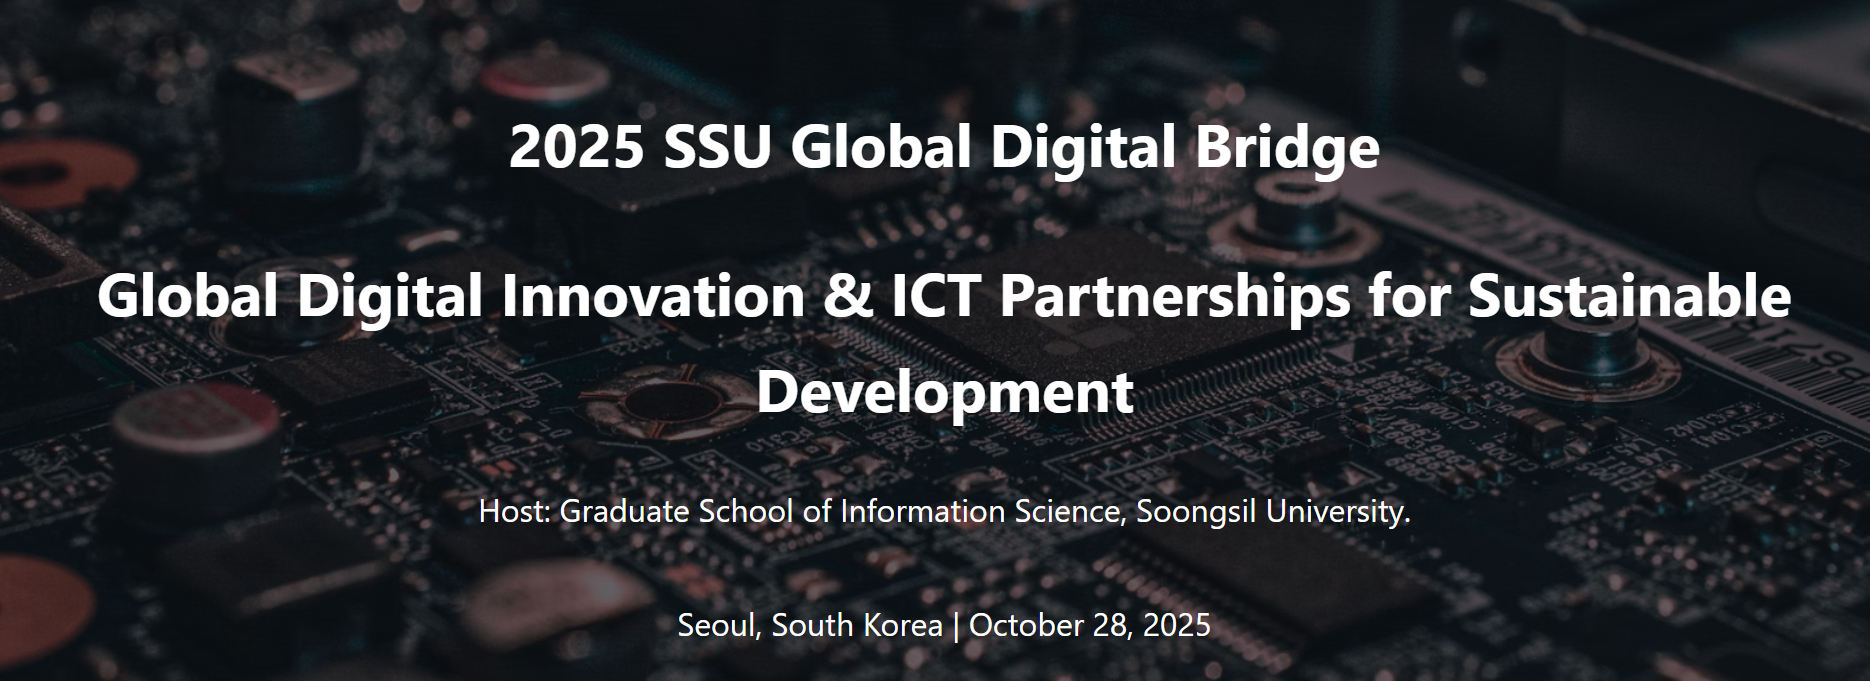 2025 SSU Global Digital Bridge
Global Digital Innovation & ICT Partnerships for Sustainable
Development
Host: Graduate School of Information Science, Soongsil University.
Seoul, South Korea | October 28, 2025